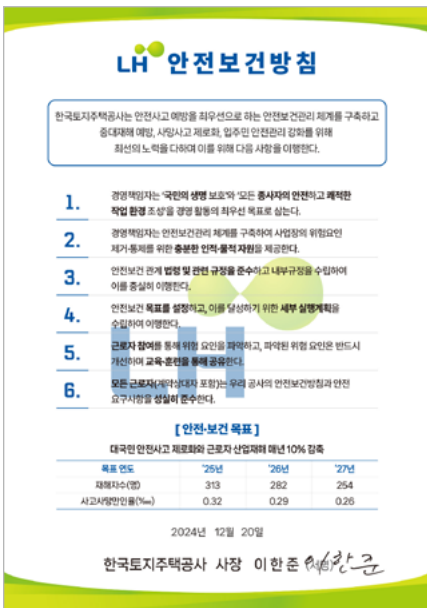 LH 안전보건방침
한국토지주택공사는 안전사고 예방을 최우선으로 하는 안전보건관리 체계를 구축하고
중대재해 예방, 사망사고 제로화, 입주민 안전관리 강화를 위해
최선의 노력을 다하며 이를 위해 다음 사항을 이행한다.
1. 경영책임자는 '국민의 생명 보호'와 '모든 종사자의 안전하고 쾌적한
작업 환경 조성'을 경영 활동의 최우선 목표로 삼는다.
2. 경영책임자는 안전보건관리 체계를 구축하여 사업장의 위험요인
제거·통제를 위한 충분한 인적·물적 자원을 제공한다.
3. 안전보건 관계 법령 및 관련 규정을 준수하고 내부규정을 수립하여
이를 충실히 이행한다.
4. 안전보건 목표를 설정하고, 이를 달성하기 위한 세부 실행계획을
수립하여 이행한다.
5. 근로자 참여를 통해 위험 요인을 파악하고, 파악된 위험 요인은 반드시
개선하며 교육·훈련을 통해 공유한다.
6. 모든 근로자(계약상대자 포함)는 우리 공사의 안전보건방침과 안전
요구사항을 성실히 준수한다.
LH
[ 안전·보건 목표 ]
대국민 안전사고 제로화와 근로자 산업재해 매년 10% 감축
목표 연도 '25년 '26년 '27년
재해자수(명) 313 282 254
사고사망만인율(‱) 0.32 0.29 0.26
2024년 12월 20일
한국토지주택공사 사장 이한준 (서명) 이한준